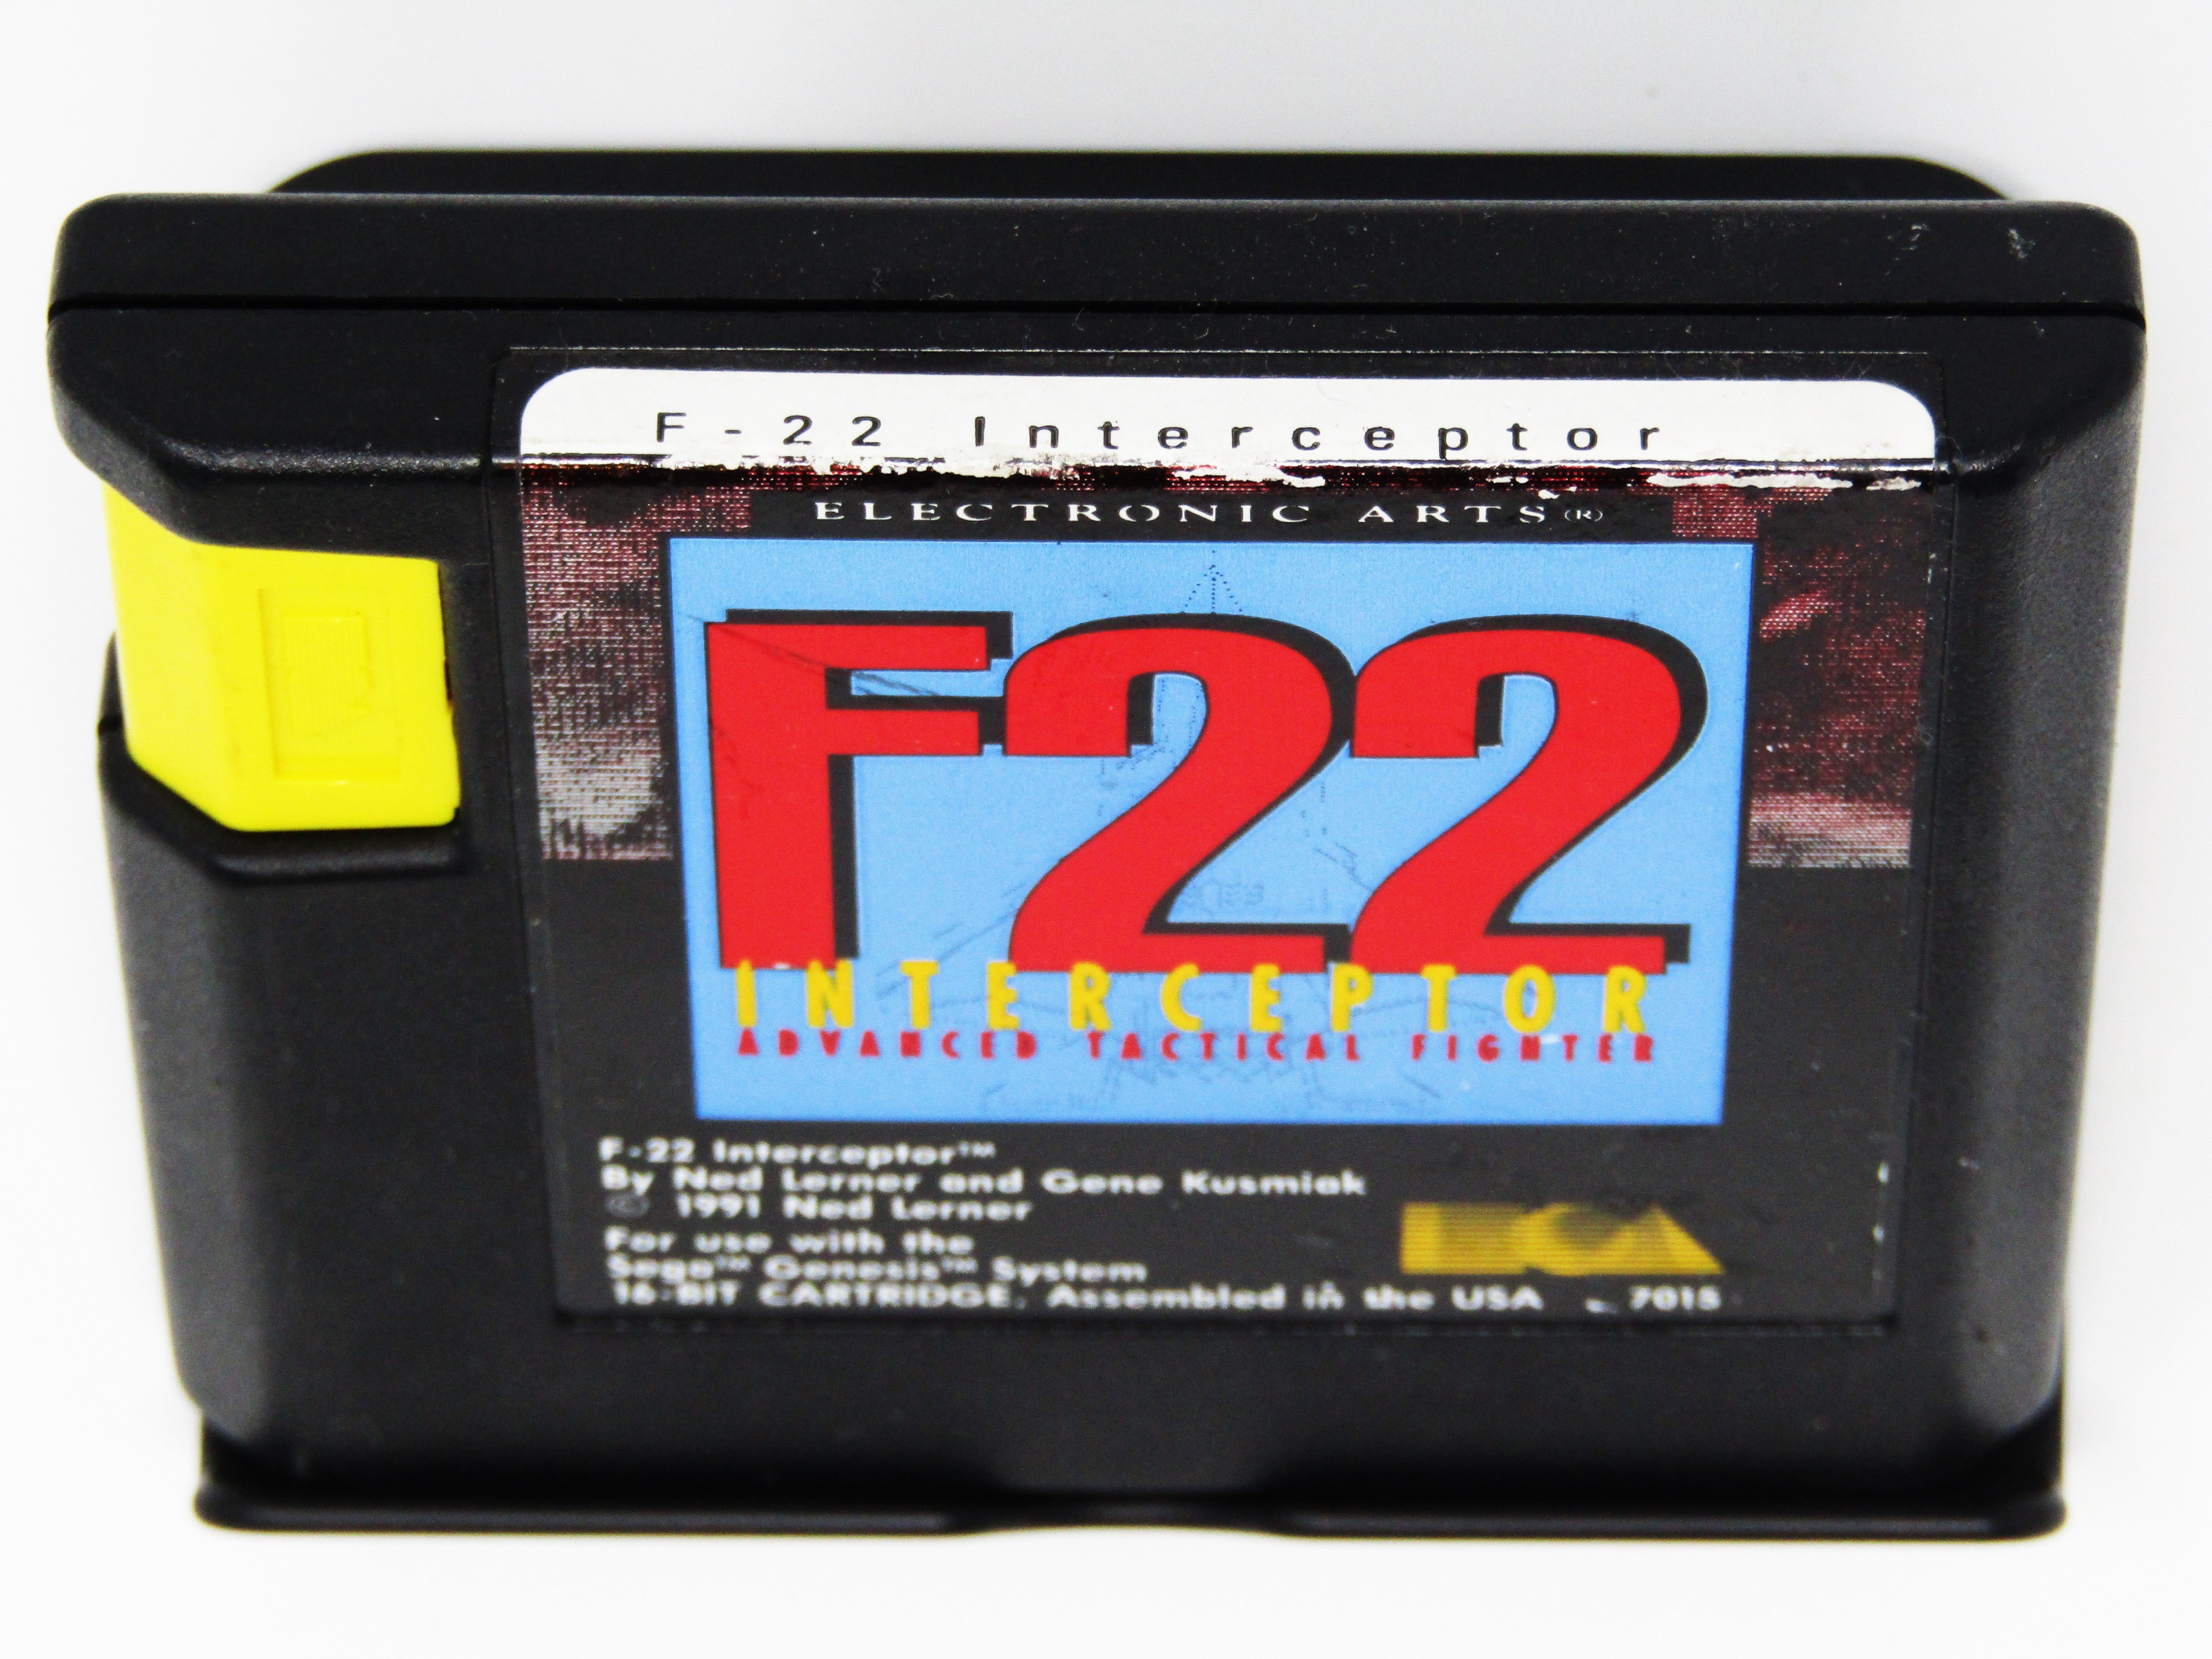 F-22 Interceptor
ELECTRONIC ARTS(R)
F22
INTERCEPTOR
ADVANCED TACTICAL FIGHTER
F-22 Interceptor™
By Ned Lerner and Gene Kusmiak
© 1991 Ned Lerner
For use with the
Sega™ Genesis™ System
16-BIT CARTRIDGE. Assembled in the USA 7015
EA